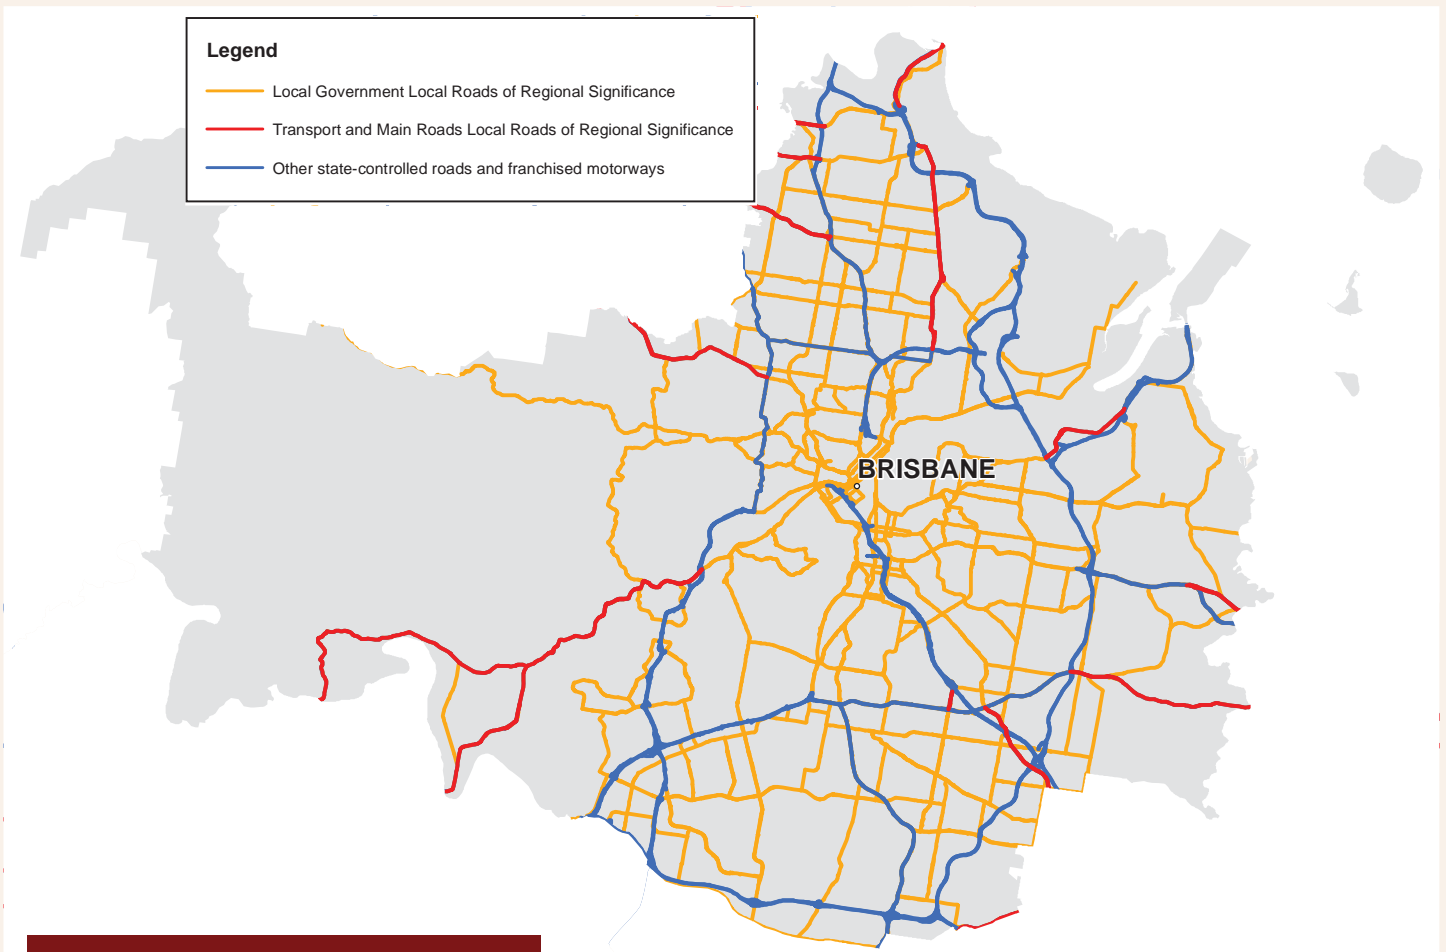 Legend
Local Government Local Roads of Regional Significance
Transport and Main Roads Local Roads of Regional Significance
Other state-controlled roads and franchised motorways
BRISBANE